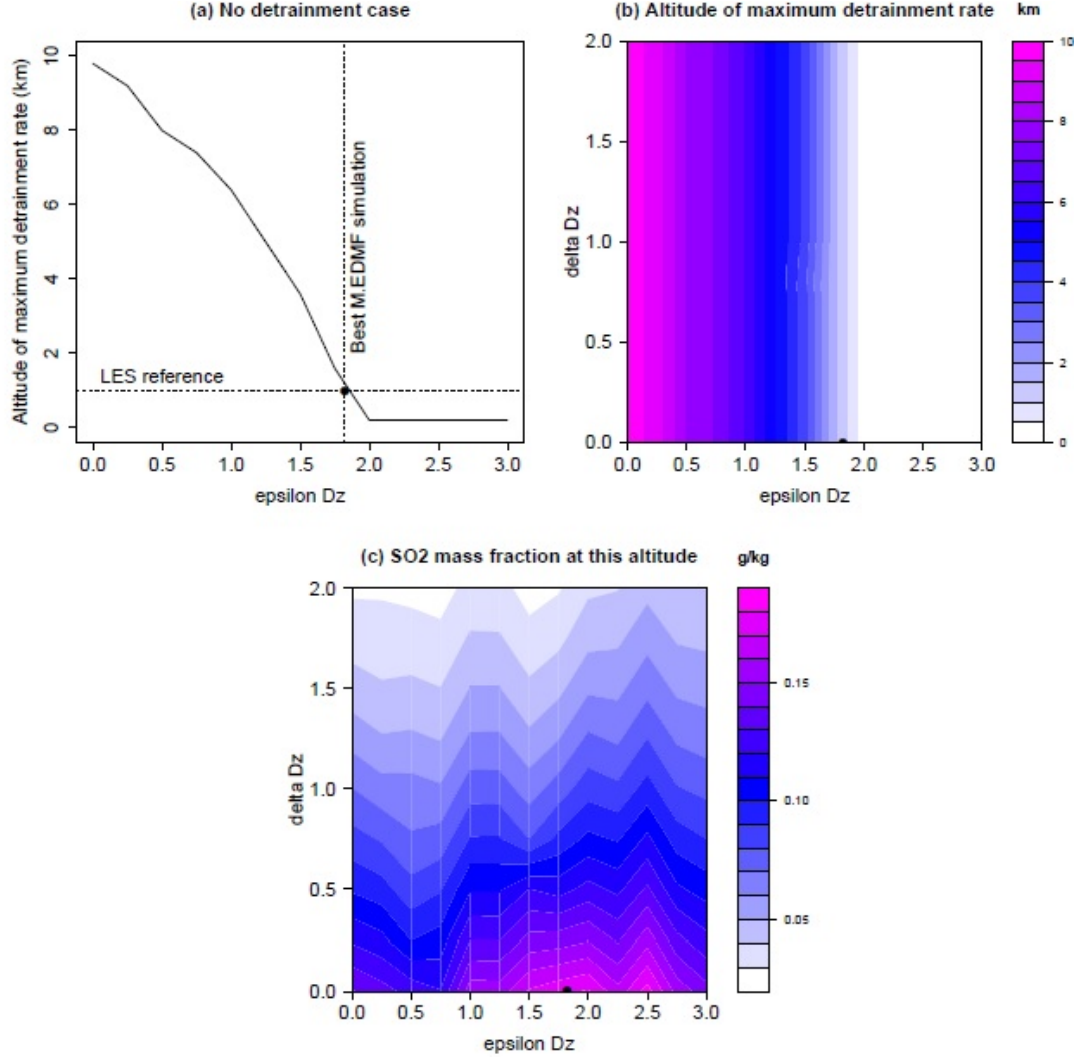 (a) No detrainment case
Altitude of maximum detrainment rate (km)
10
8
6
4
2
0
LES reference
Best M.EDMF simulation
0.0 0.5 1.0 1.5 2.0 2.5 3.0
epsilon Dz
(b) Altitude of maximum detrainment rate km
delta Dz
2.0
1.5
1.0
0.5
0.0
0.0 0.5 1.0 1.5 2.0 2.5 3.0
epsilon Dz
10
8
6
4
2
0
(c) SO2 mass fraction at this altitude g/kg
delta Dz
2.0
1.5
1.0
0.5
0.0
0.0 0.5 1.0 1.5 2.0 2.5 3.0
epsilon Dz
0.15
0.10
0.05